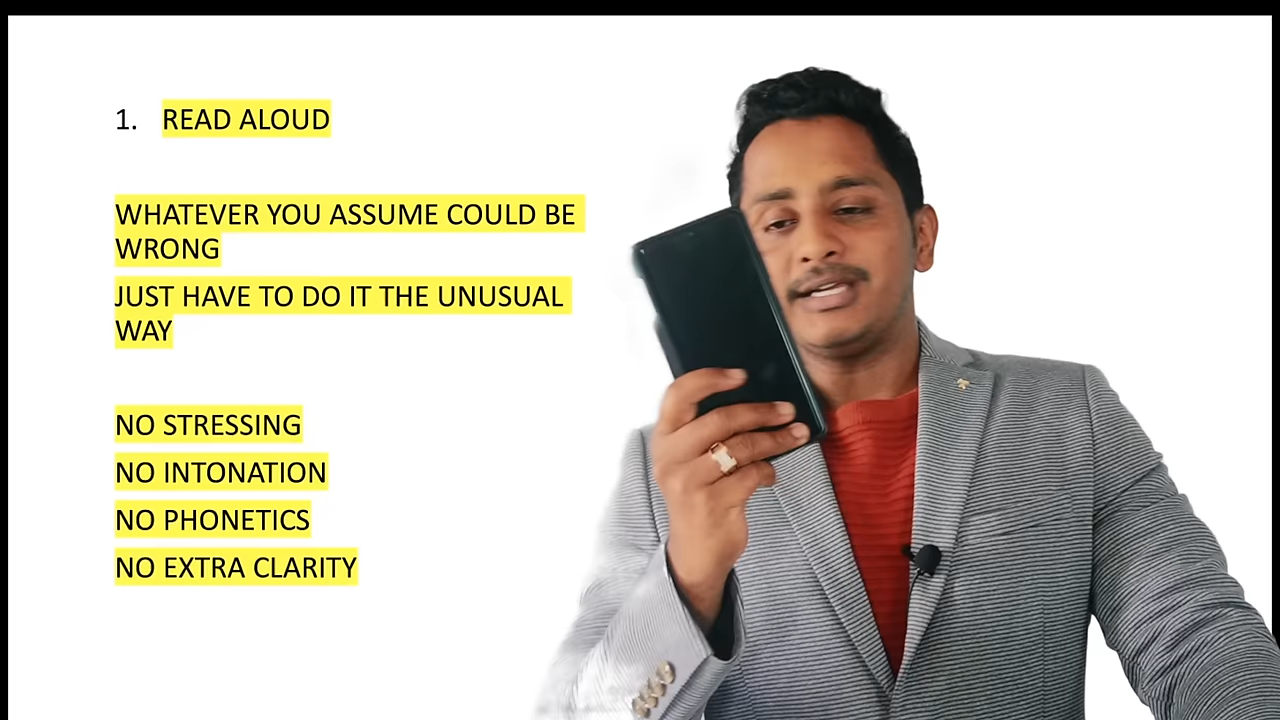 1. READ ALOUD
WHATEVER YOU ASSUME COULD BE
WRONG
JUST HAVE TO DO IT THE UNUSUAL
WAY
NO STRESSING
NO INTONATION
NO PHONETICS
NO EXTRA CLARITY